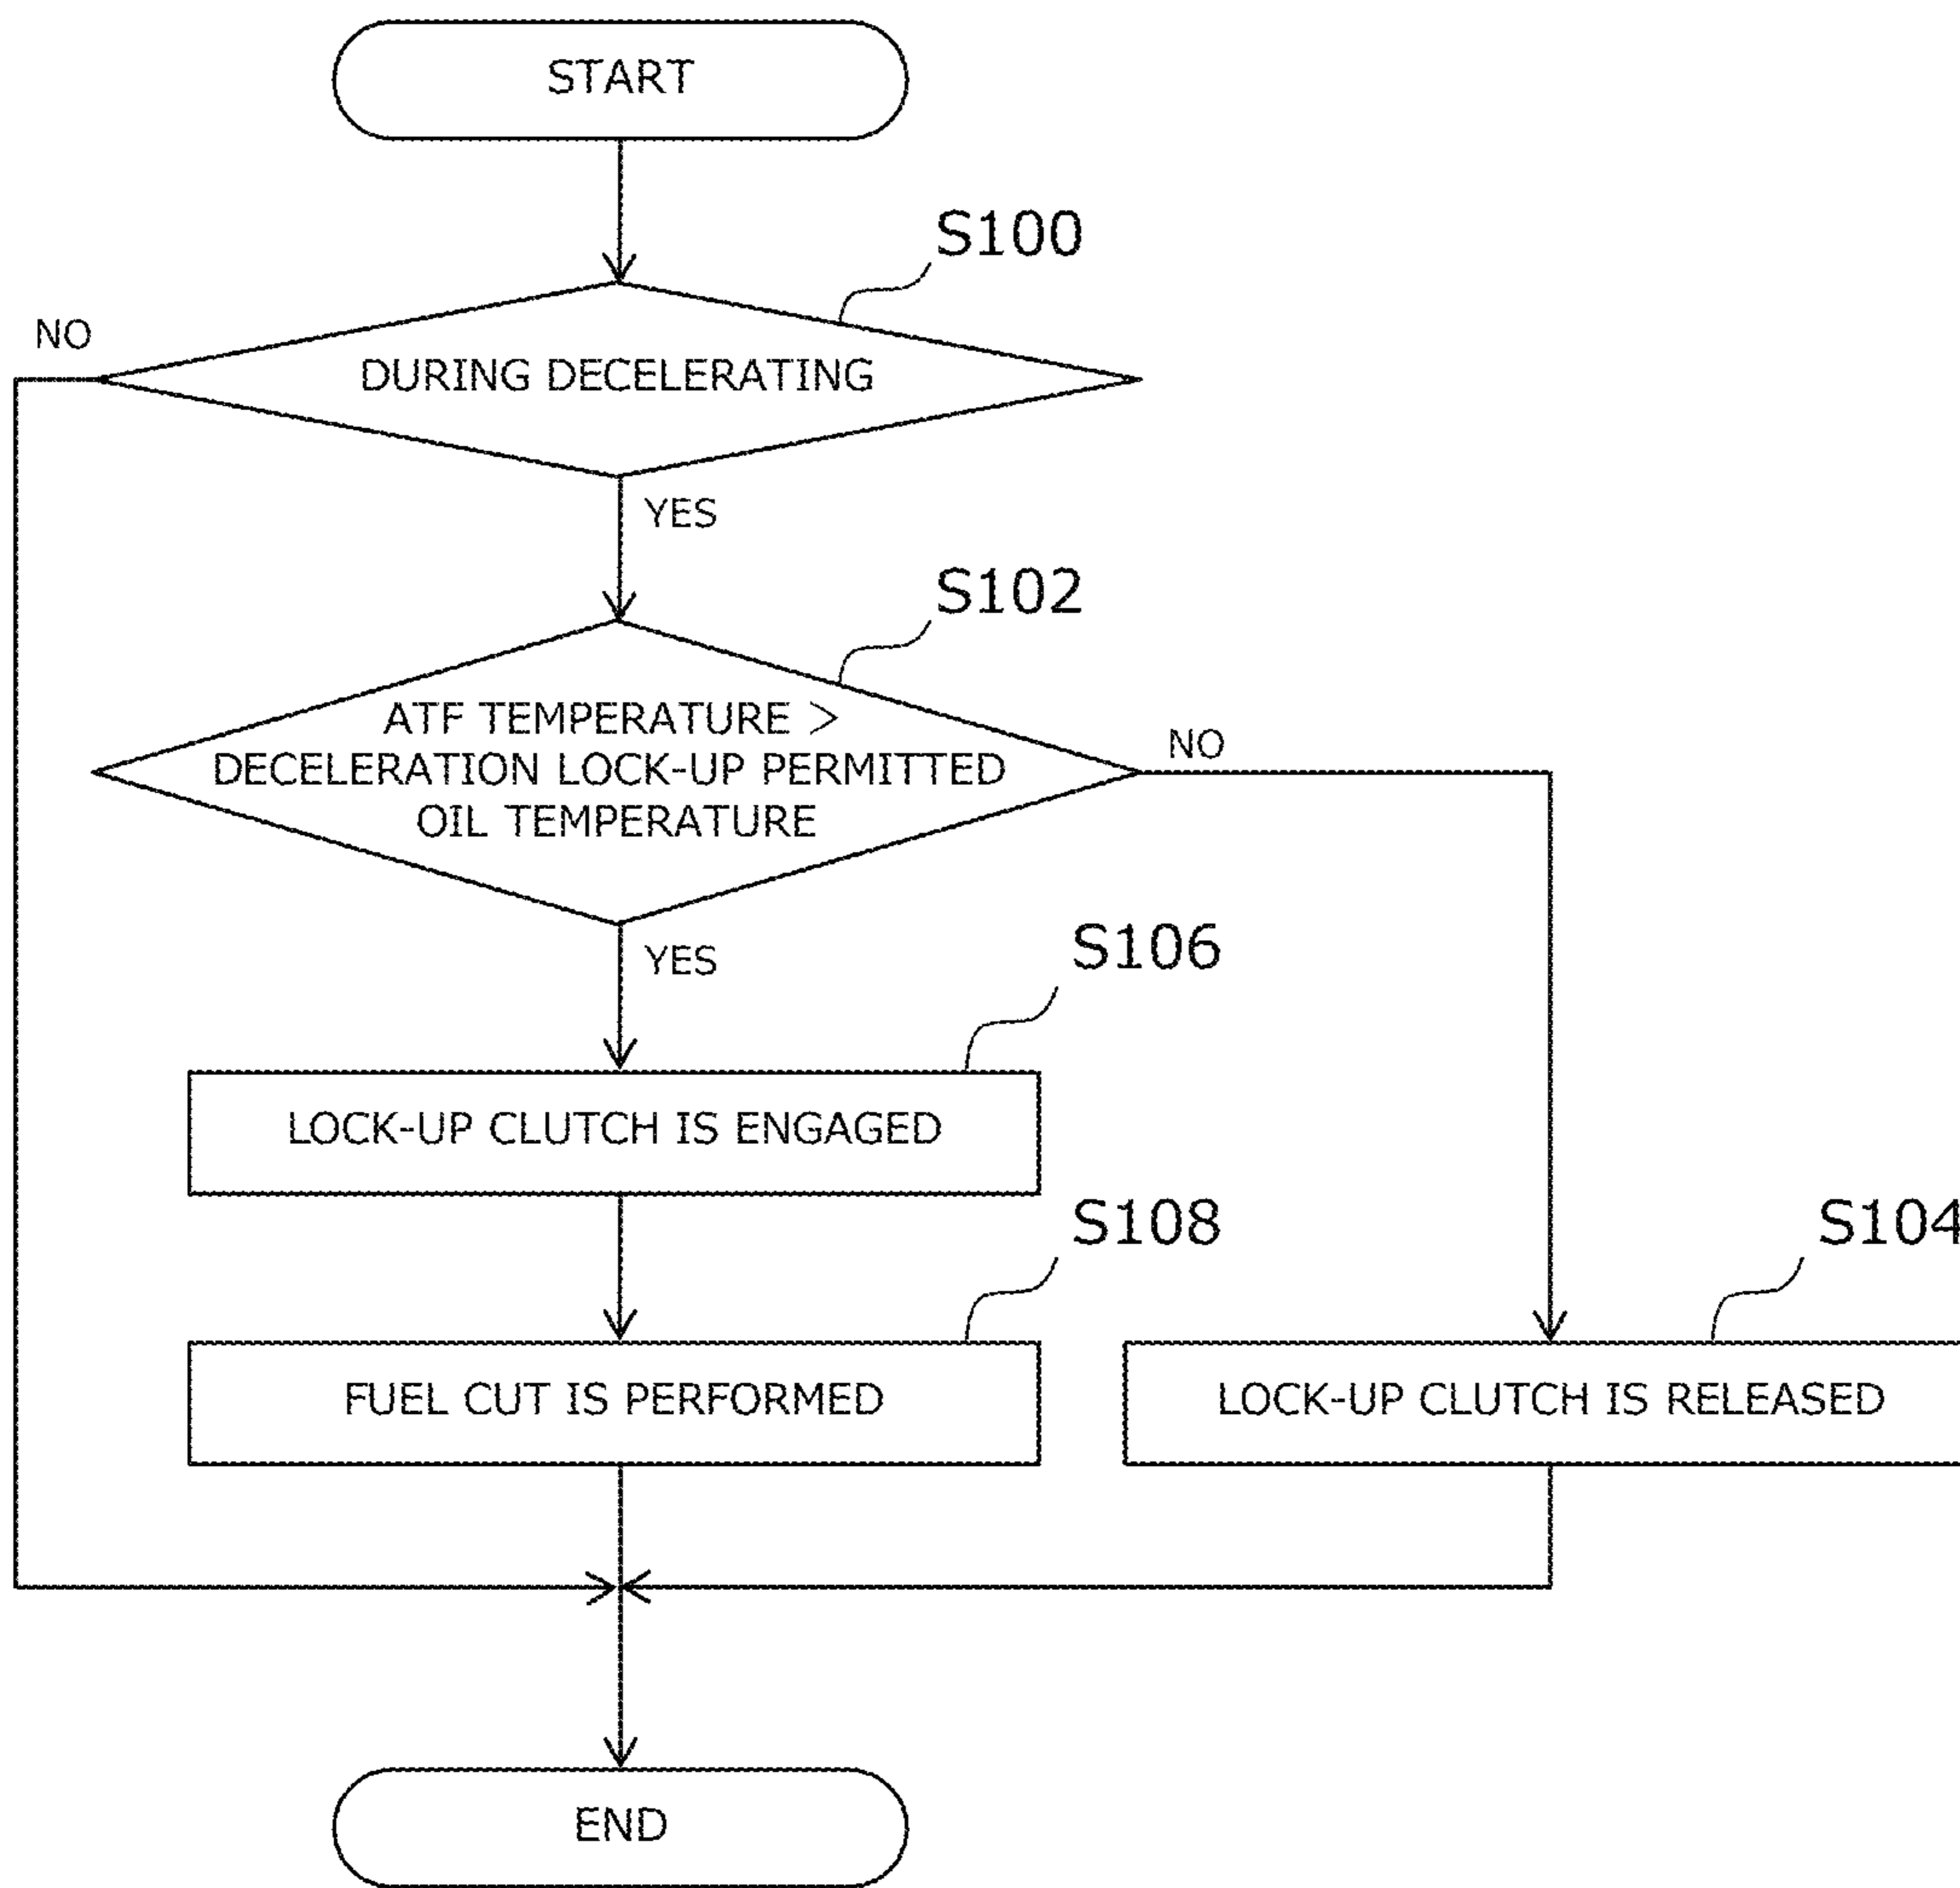 START
S100
NO
DURING DECELERATING
YES
S102
ATF TEMPERATURE >
DECELERATION LOCK-UP PERMITTED
OIL TEMPERATURE
NO
YES
S106
LOCK-UP CLUTCH IS ENGAGED
S108
S104
FUEL CUT IS PERFORMED
LOCK-UP CLUTCH IS RELEASED
END